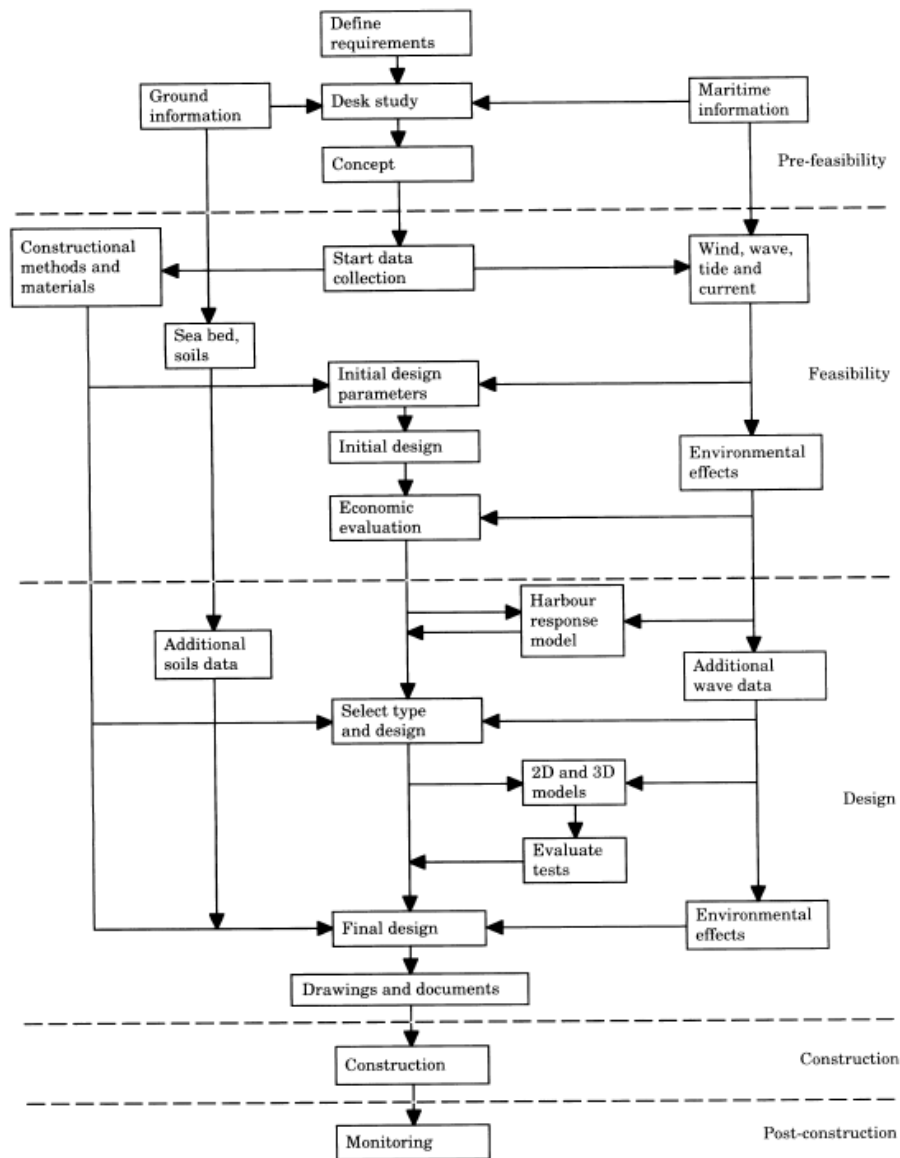 Define
requirements
Ground
information
Desk study
Maritime
information
Concept
Pre-feasibility
Constructional
methods and
materials
Start data
collection
Wind, wave,
tide and
current
Sea bed,
soils
Initial design
parameters
Feasibility
Initial design
Environmental
effects
Economic
evaluation
Harbour
response
model
Additional
soils data
Additional
wave data
Select type
and design
2D and 3D
models
Design
Evaluate
tests
Final design
Environmental
effects
Drawings and documents
Construction
Construction
Post-construction
Monitoring